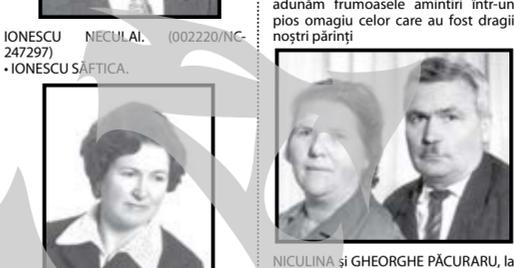 IONESCU NECULAI. (002220/NC-
247297)
• IONESCU SĂFTICA.
adunăm frumoasele amintiri într-un
pios omagiu celor care au fost dragii
noștri părinți
NICULINA și GHEORGHE PĂCURARU, la